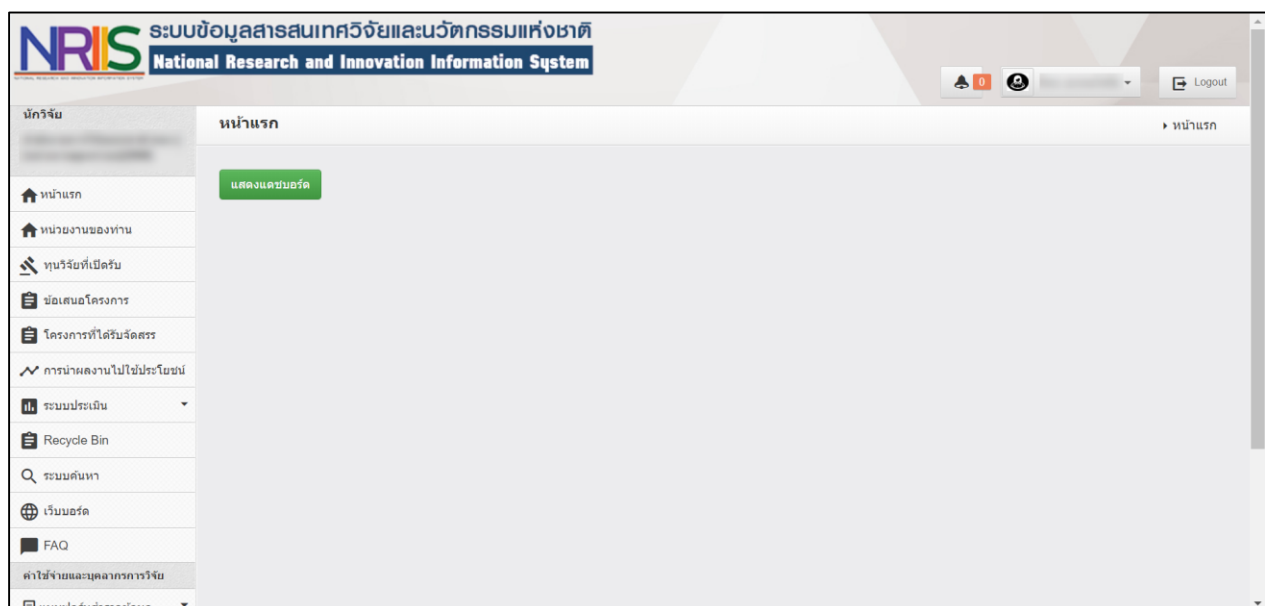 NRIIS
ระบบข้อมูลสารสนเทศวิจัยและนวัตกรรมแห่งชาติ
National Research and Innovation Information System
NATIONAL RESEARCH AND INNOVATION INFORMATION SYSTEM
0
Logout
นักวิจัย
หน้าแรก
หน้าแรก
แสดงแดชบอร์ด
หน้าแรก
หน่วยงานของท่าน
ทุนวิจัยที่เปิดรับ
ข้อเสนอโครงการ
โครงการที่ได้รับจัดสรร
การนำผลงานไปใช้ประโยชน์
ระบบประเมิน
Recycle Bin
ระบบค้นหา
เว็บบอร์ด
FAQ
ค่าใช้จ่ายและบุคลากรการวิจัย